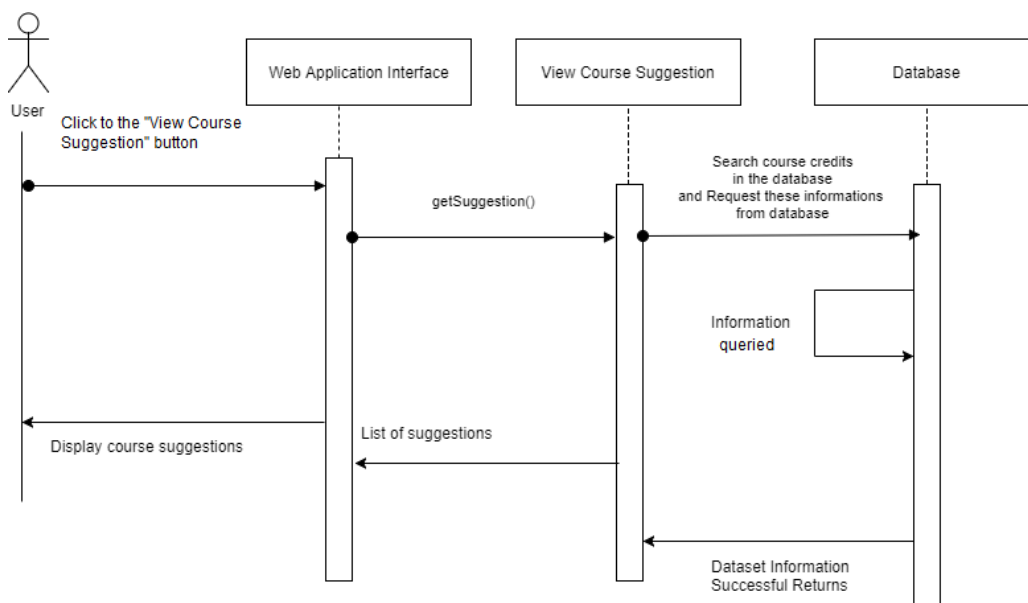 User
Web Application Interface
View Course Suggestion
Database
Click to the "View Course
Suggestion" button
getSuggestion()
Search course credits
in the database
and Request these informations
from database
Information
queried
Display course suggestions
List of suggestions
Dataset Information
Successful Returns